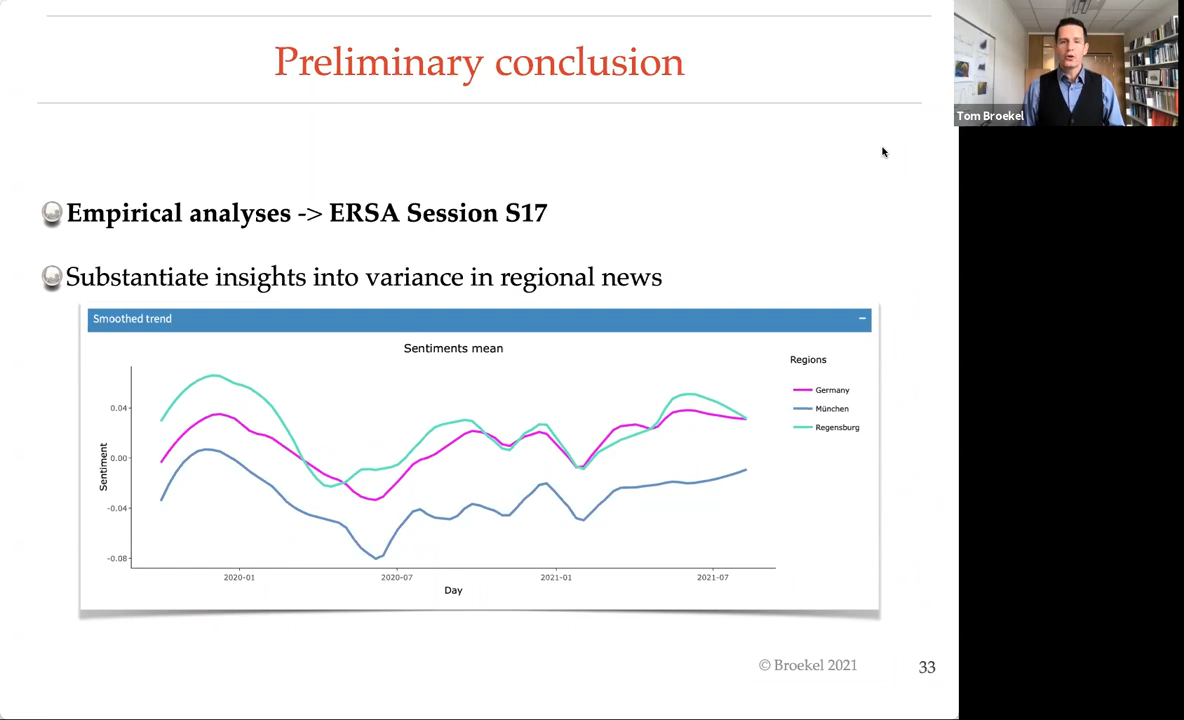 Preliminary conclusion
Tom Broekel
Empirical analyses -> ERSA Session S17
Substantiate insights into variance in regional news
Smoothed trend
Sentiments mean
Regions
Germany
München
Regensburg
Sentiment
0.04
0.00
-0.04
-0.08
2020-01
2020-07
2021-01
2021-07
Day
© Broekel 2021
33